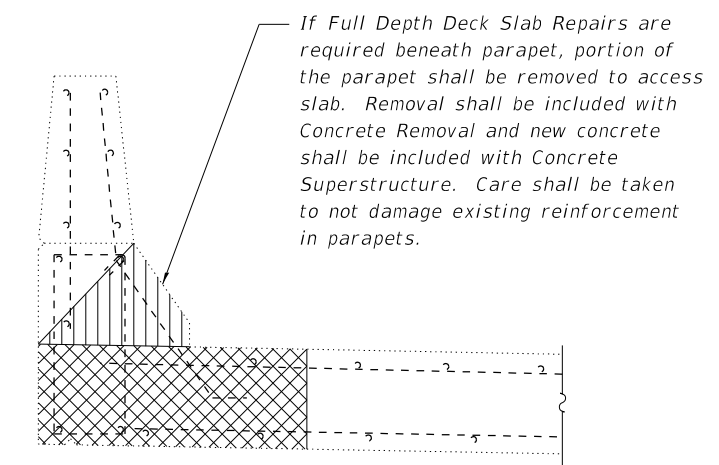 If Full Depth Deck Slab Repairs are
required beneath parapet, portion of
the parapet shall be removed to access
slab. Removal shall be included with
Concrete Removal and new concrete
shall be included with Concrete
Superstructure. Care shall be taken
to not damage existing reinforcement
in parapets.